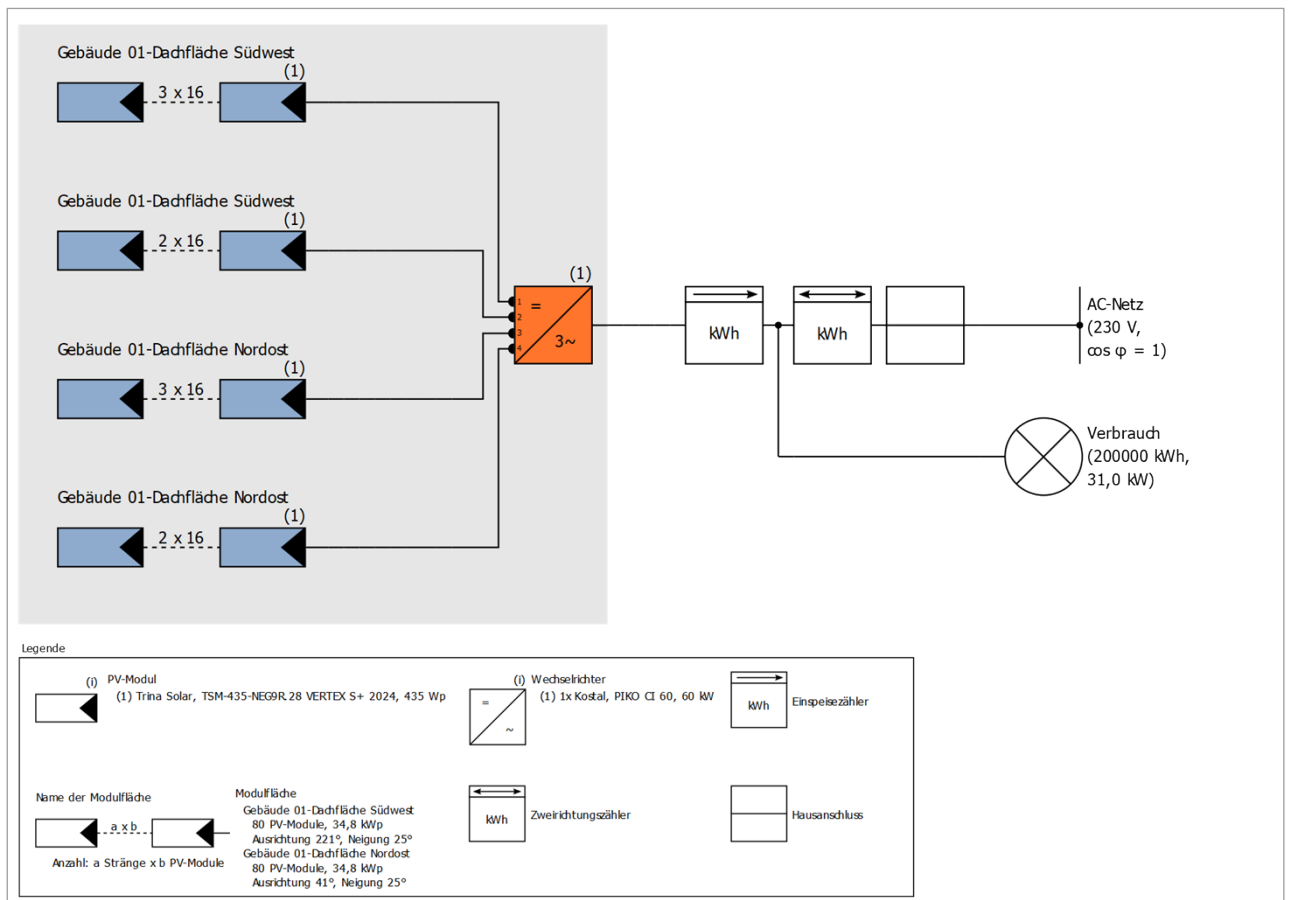 Gebäude 01-Dachfläche Südwest
(1)
3 x 16
Gebäude 01-Dachfläche Südwest
(1)
2 x 16
Gebäude 01-Dachfläche Nordost
(1)
3 x 16
Gebäude 01-Dachfläche Nordost
(1)
2 x 16
(1)
1
2
3
4
=
3~
kWh
kWh
AC-Netz
(230 V,
cos φ = 1)
Verbrauch
(200000 kWh,
31,0 kW)
Legende
(i) PV-Modul
(1) Trina Solar, TSM-435-NEG9R.28 VERTEX S+ 2024, 435 Wp
(i) Wechselrichter
(1) 1x Kostal, PIKO CI 60, 60 kW
=
~
kWh
Einspeisezähler
Name der Modulfläche
a x b
Anzahl: a Stränge x b PV-Module
Modulfläche
Gebäude 01-Dachfläche Südwest
80 PV-Module, 34,8 kWp
Ausrichtung 221°, Neigung 25°
Gebäude 01-Dachfläche Nordost
80 PV-Module, 34,8 kWp
Ausrichtung 41°, Neigung 25°
kWh
Zweirichtungszähler
Hausanschluss